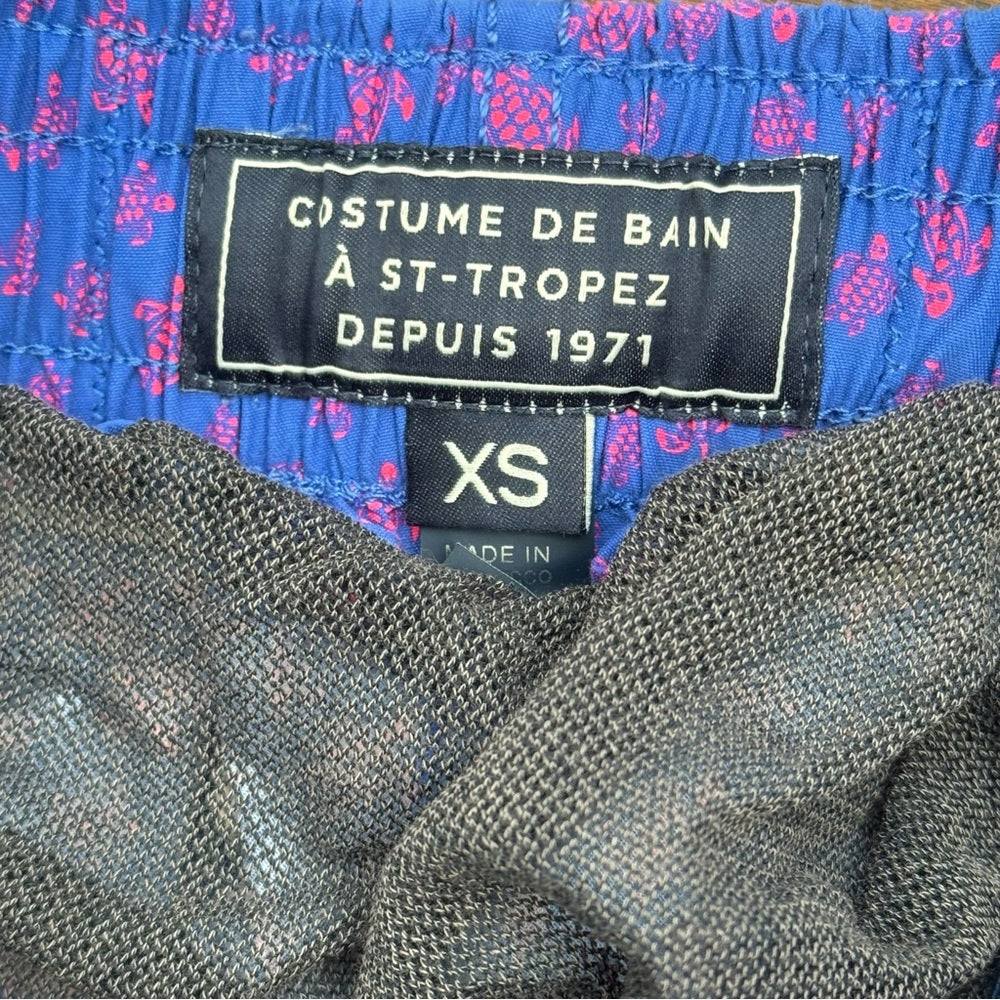 COSTUME DE BAIN
À ST-TROPEZ
DEPUIS 1971
XS
MADE IN